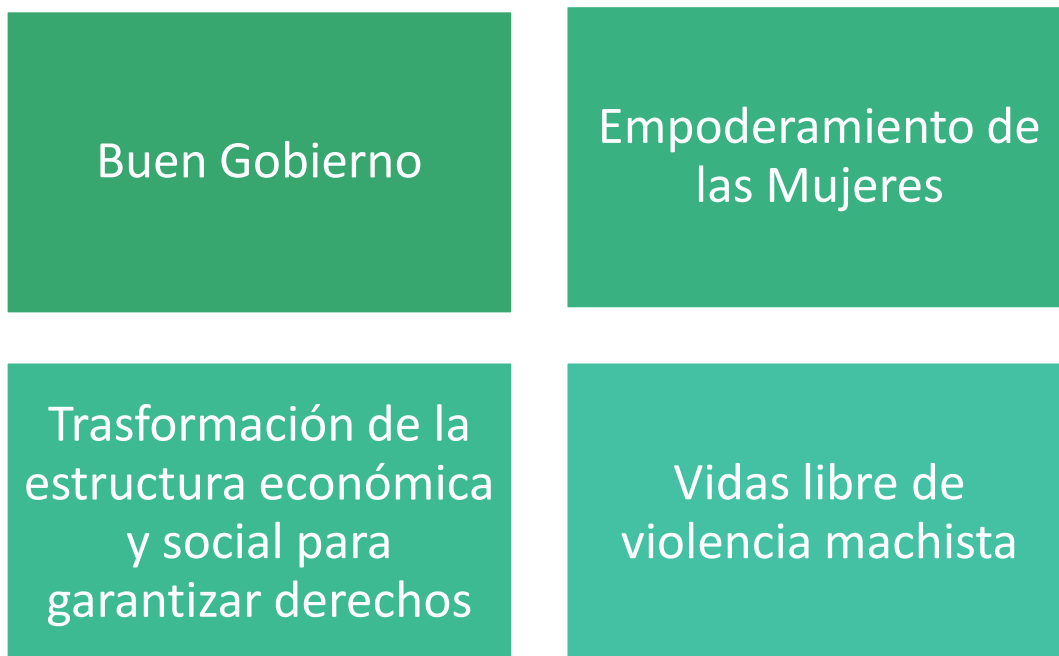 Buen Gobierno
Empoderamiento de
las Mujeres
Trasformación de la
estructura económica
y social para
garantizar derechos
Vidas libre de
violencia machista